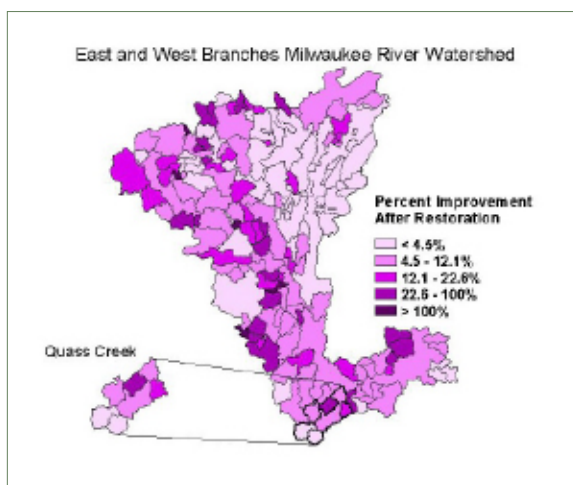 East and West Branches Milwaukee River Watershed
Percent Improvement
After Restoration
< 4.5%
4.5 - 12.1%
12.1 - 22.6%
22.6 - 100%
> 100%
Quass Creek